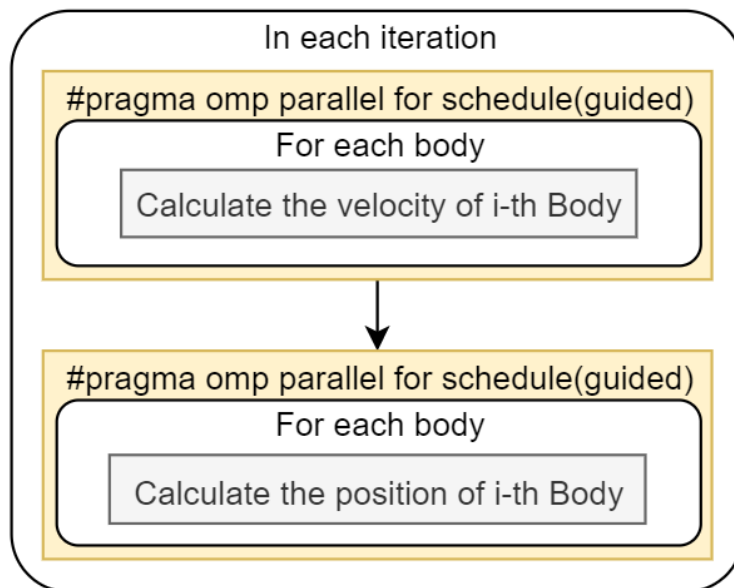 In each iteration
#pragma omp parallel for schedule(guided)
For each body
Calculate the velocity of i-th Body
#pragma omp parallel for schedule(guided)
For each body
Calculate the position of i-th Body